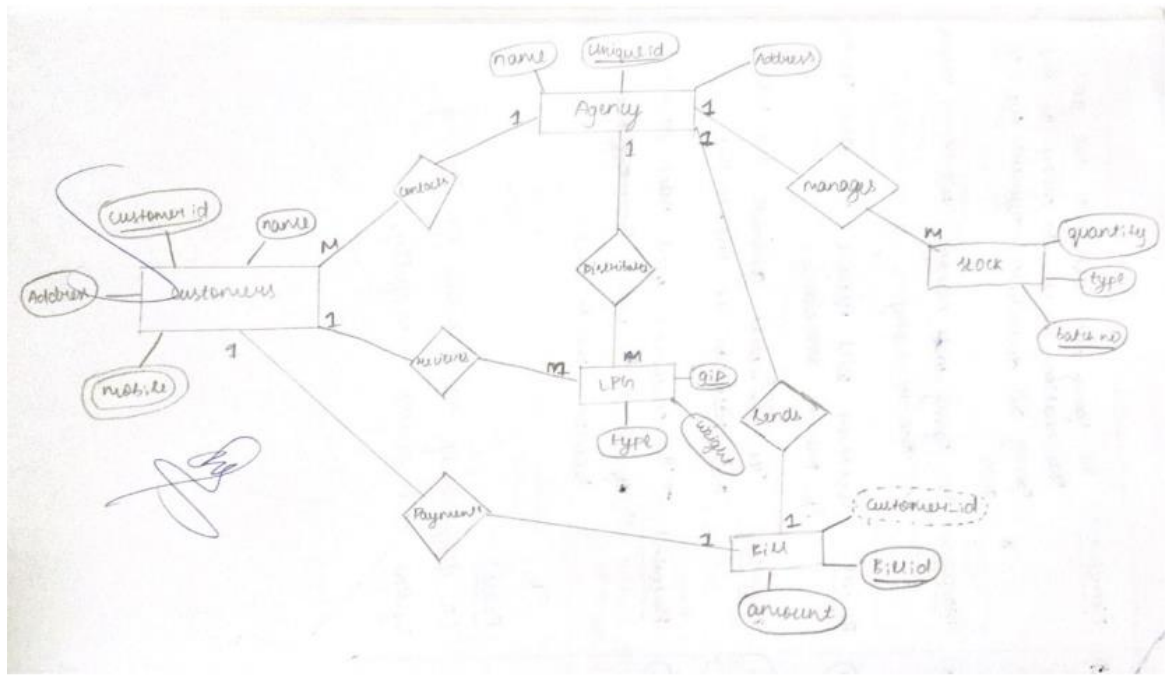 name
Unique id
Address
Agency
1
1
1
1
contacts
manages
customer id
name
M
M
quantity
Stock
type
batch no
Address
Customers
Distributes
1
1
mobile
M
M
LPG
gip
type
weight
Sends
Payment
1
1
Bill
customer_id
Bill id
amount